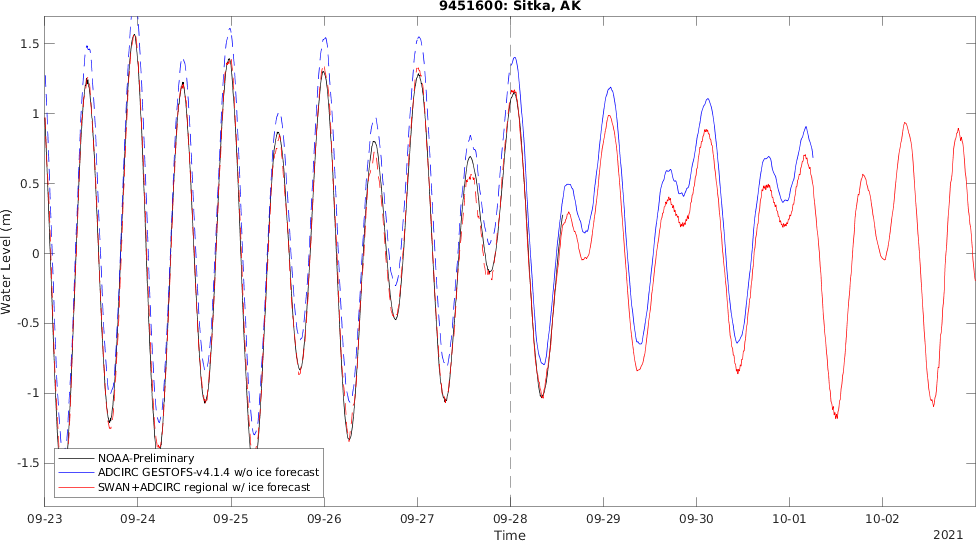 9451600: Sitka, AK
Water Level (m)
1.5
1
0.5
0
-0.5
-1
-1.5
NOAA-Preliminary
ADCIRC GESTOFS-v4.1.4 w/o ice forecast
SWAN+ADCIRC regional w/ ice forecast
09-23 09-24 09-25 09-26 09-27 09-28 09-29 09-30 10-01 10-02
Time
2021